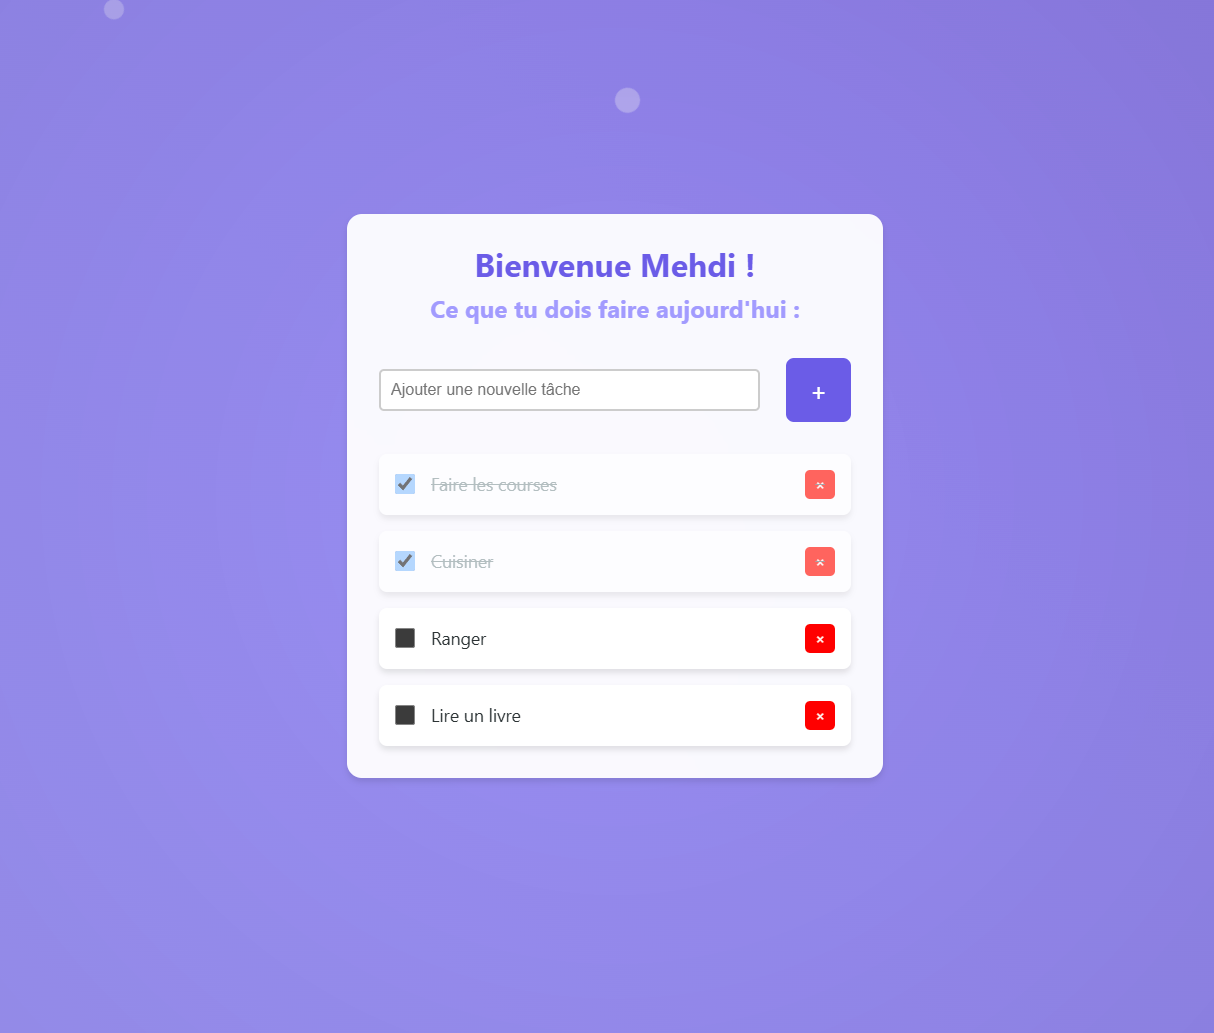 Bienvenue Mehdi !
Ce que tu dois faire aujourd'hui :
Ajouter une nouvelle tâche
+
Faire les courses ×
Cuisiner ×
Ranger ×
Lire un livre ×